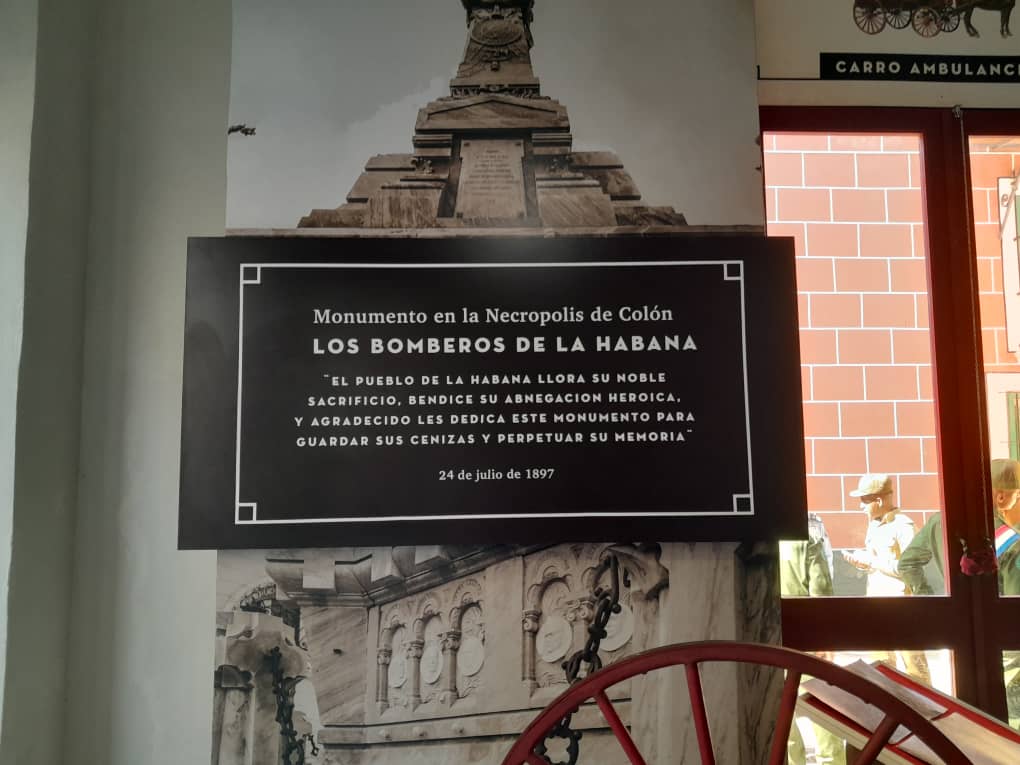 CARRO AMBULANCI
Monumento en la Necropolis de Colón
LOS BOMBEROS DE LA HABANA
¨EL PUEBLO DE LA HABANA LLORA SU NOBLE
SACRIFICIO, BENDICE SU ABNEGACION HEROICA,
Y AGRADECIDO LES DEDICA ESTE MONUMENTO PARA
GUARDAR SUS CENIZAS Y PERPETUAR SU MEMORIA¨
24 de julio de 1897